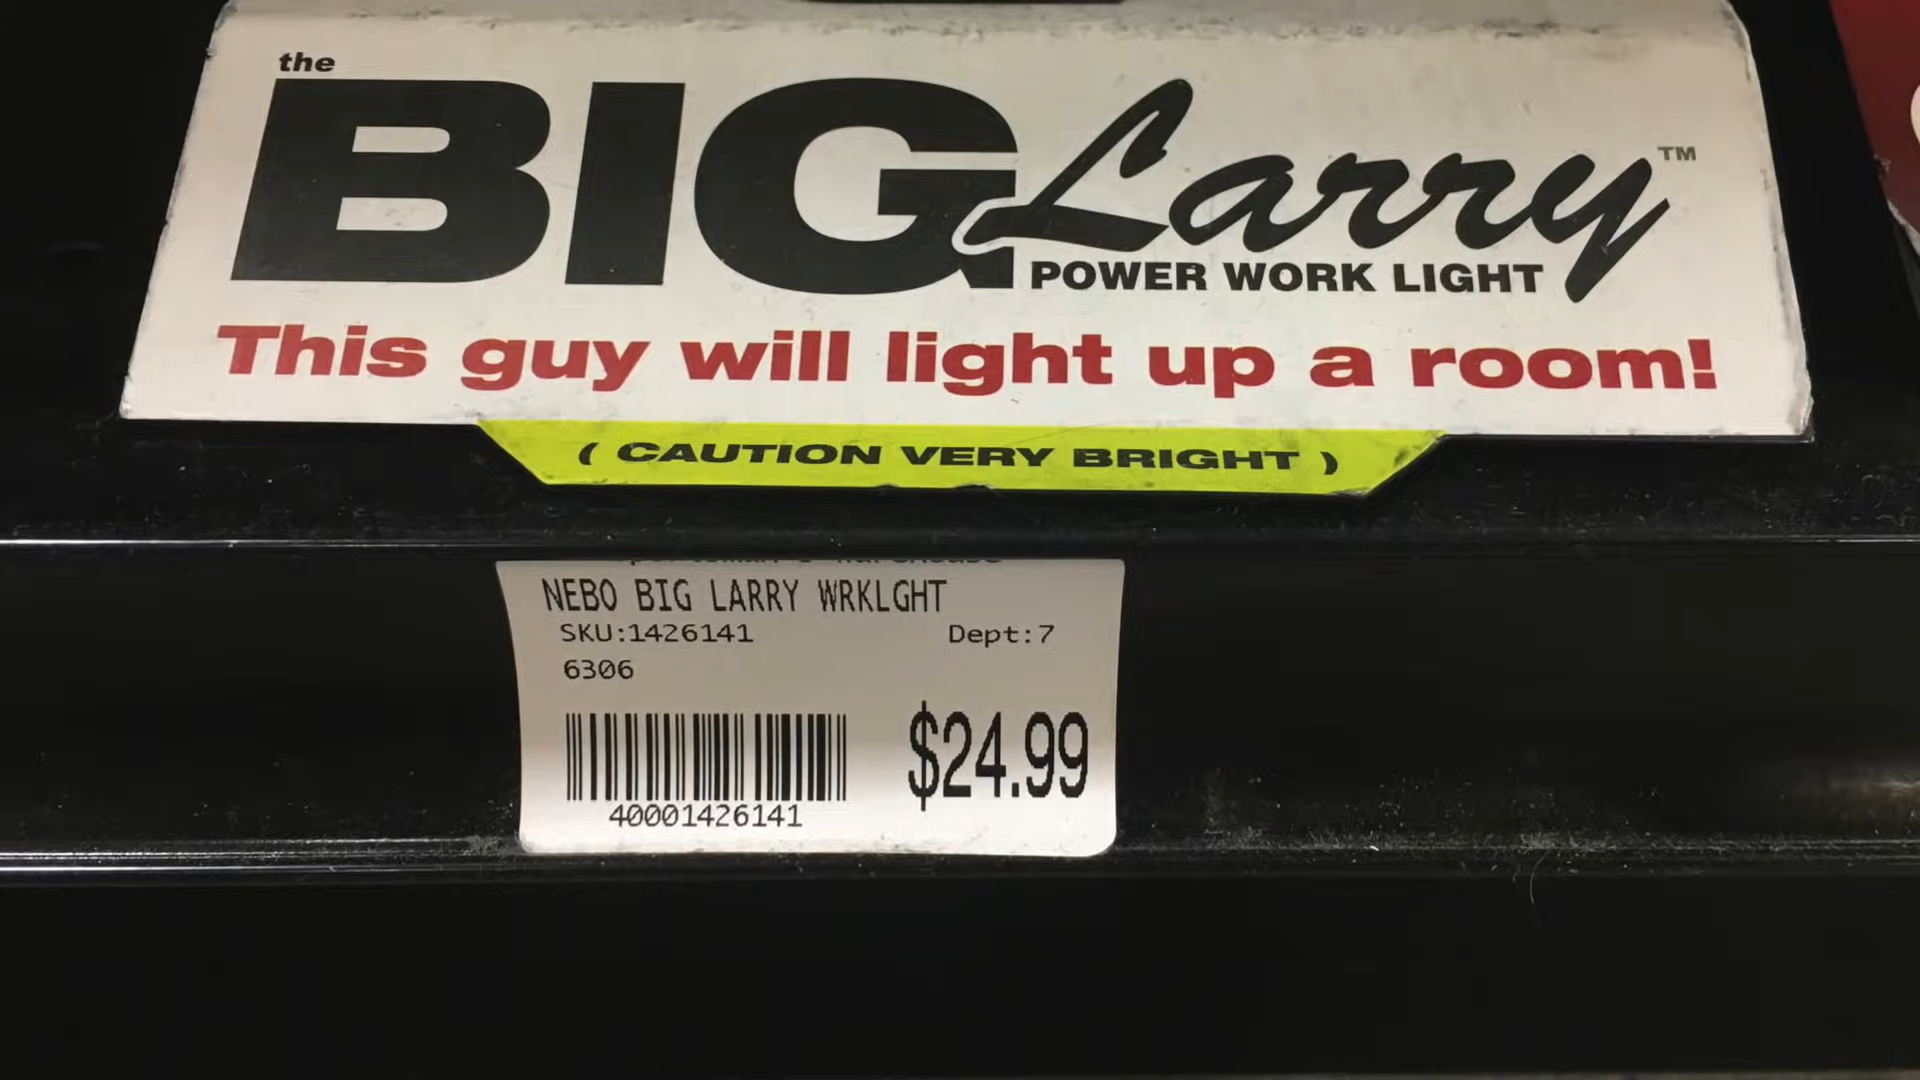 the
BIG Larry™
POWER WORK LIGHT
This guy will light up a room!
( CAUTION VERY BRIGHT )
NEBO BIG LARRY WRKLGHT
SKU:1426141 Dept:7
6306
$24.99
40001426141